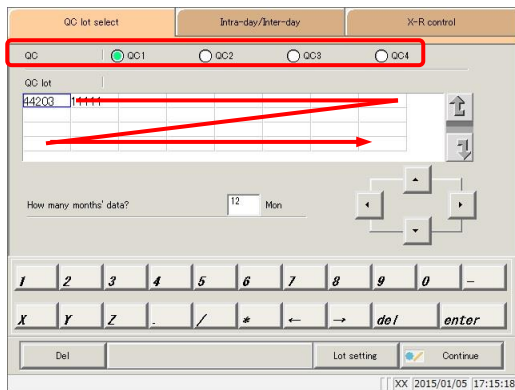 QC lot select Intra-day/Inter-day X-R control
QC QC1 QC2 QC3 QC4
QC lot
44203 11111
How many months' data? 12 Mon
1 2 3 4 5 6 7 8 9 0 -
X Y Z . / * ← → del enter
Del Lot setting Continue
XX 2015/01/05 17:15:18